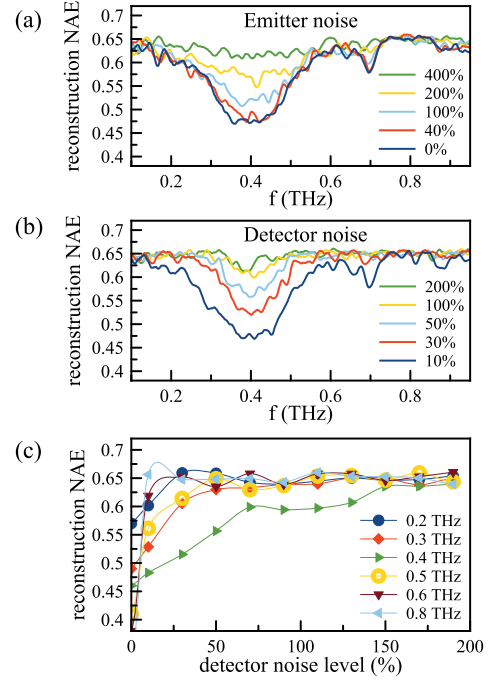 (a)
Emitter noise
reconstruction NAE
0.7
0.65
0.6
0.55
0.5
0.45
0.4
400%
200%
100%
40%
0%
0.2
0.4
0.6
0.8
f (THz)
(b)
Detector noise
reconstruction NAE
0.7
0.65
0.6
0.55
0.5
0.45
0.4
200%
100%
50%
30%
10%
0.2
0.4
0.6
0.8
f (THz)
(c)
reconstruction NAE
0.7
0.65
0.6
0.55
0.5
0.45
0.4
0.2 THz
0.3 THz
0.4 THz
0.5 THz
0.6 THz
0.8 THz
0
50
100
150
200
detector noise level (%)